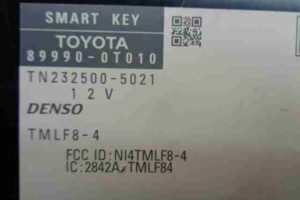 SMART KEY
TOYOTA
89990-0T010
TN232500-5021
12V
DENSO
TMLF8-4
FCC ID: NI4TMLF8-4
IC: 2842A-TMLF84